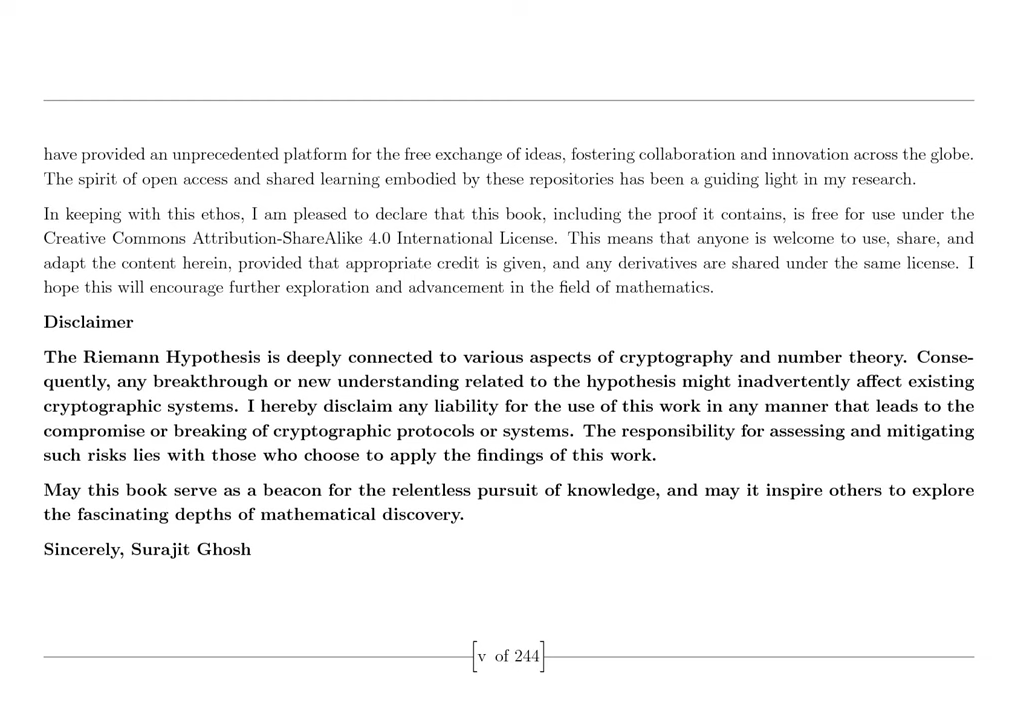 have provided an unprecedented platform for the free exchange of ideas, fostering collaboration and innovation across the globe.
The spirit of open access and shared learning embodied by these repositories has been a guiding light in my research.
In keeping with this ethos, I am pleased to declare that this book, including the proof it contains, is free for use under the
Creative Commons Attribution-ShareAlike 4.0 International License. This means that anyone is welcome to use, share, and
adapt the content herein, provided that appropriate credit is given, and any derivatives are shared under the same license. I
hope this will encourage further exploration and advancement in the field of mathematics.
Disclaimer
The Riemann Hypothesis is deeply connected to various aspects of cryptography and number theory. Conse-
quently, any breakthrough or new understanding related to the hypothesis might inadvertently affect existing
cryptographic systems. I hereby disclaim any liability for the use of this work in any manner that leads to the
compromise or breaking of cryptographic protocols or systems. The responsibility for assessing and mitigating
such risks lies with those who choose to apply the findings of this work.
May this book serve as a beacon for the relentless pursuit of knowledge, and may it inspire others to explore
the fascinating depths of mathematical discovery.
Sincerely, Surajit Ghosh
[v of 244]